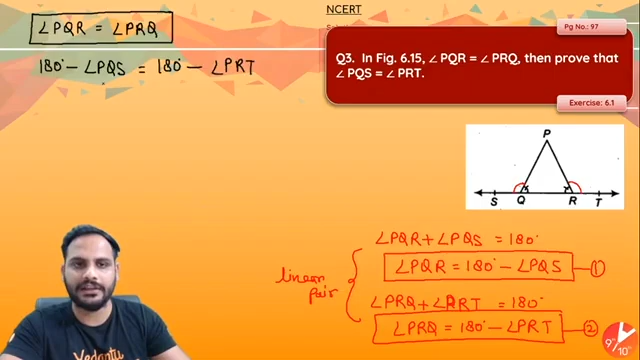 ∠PQR = ∠PRQ
180° − ∠PQS = 180° − ∠PRT
NCERT
Pg No.: 97
Q3. In Fig. 6.15, ∠ PQR = ∠ PRQ, then prove that
∠ PQS = ∠ PRT.
Exercise: 6.1
P
S Q R T
∠PQR + ∠PQS = 180°
∠PQR = 180° − ∠PQS —①
linear
pair
∠PRQ + ∠PRT = 180°
∠PRQ = 180° − ∠PRT —②
Vedantu
9 10